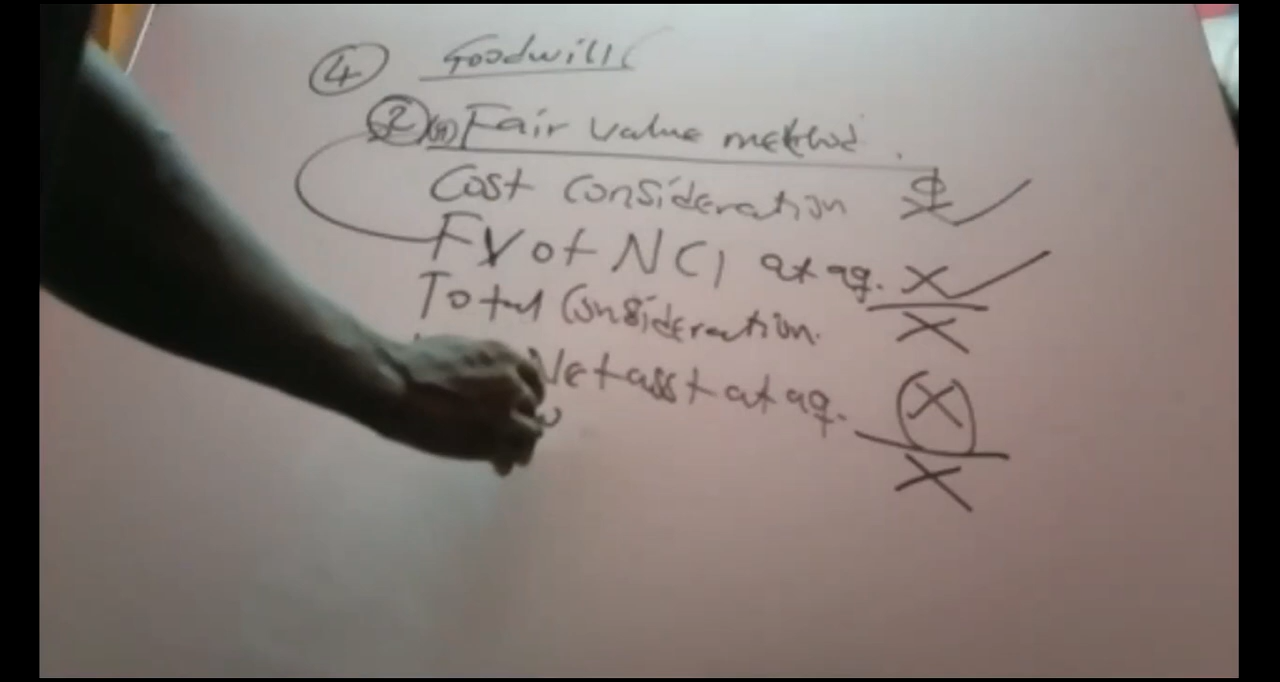 ④ Goodwill
② (a) Fair value method.
Cost consideration $
FV of NCI at aq. X
Total Consideration. X
Net asst at aq. (X)
X